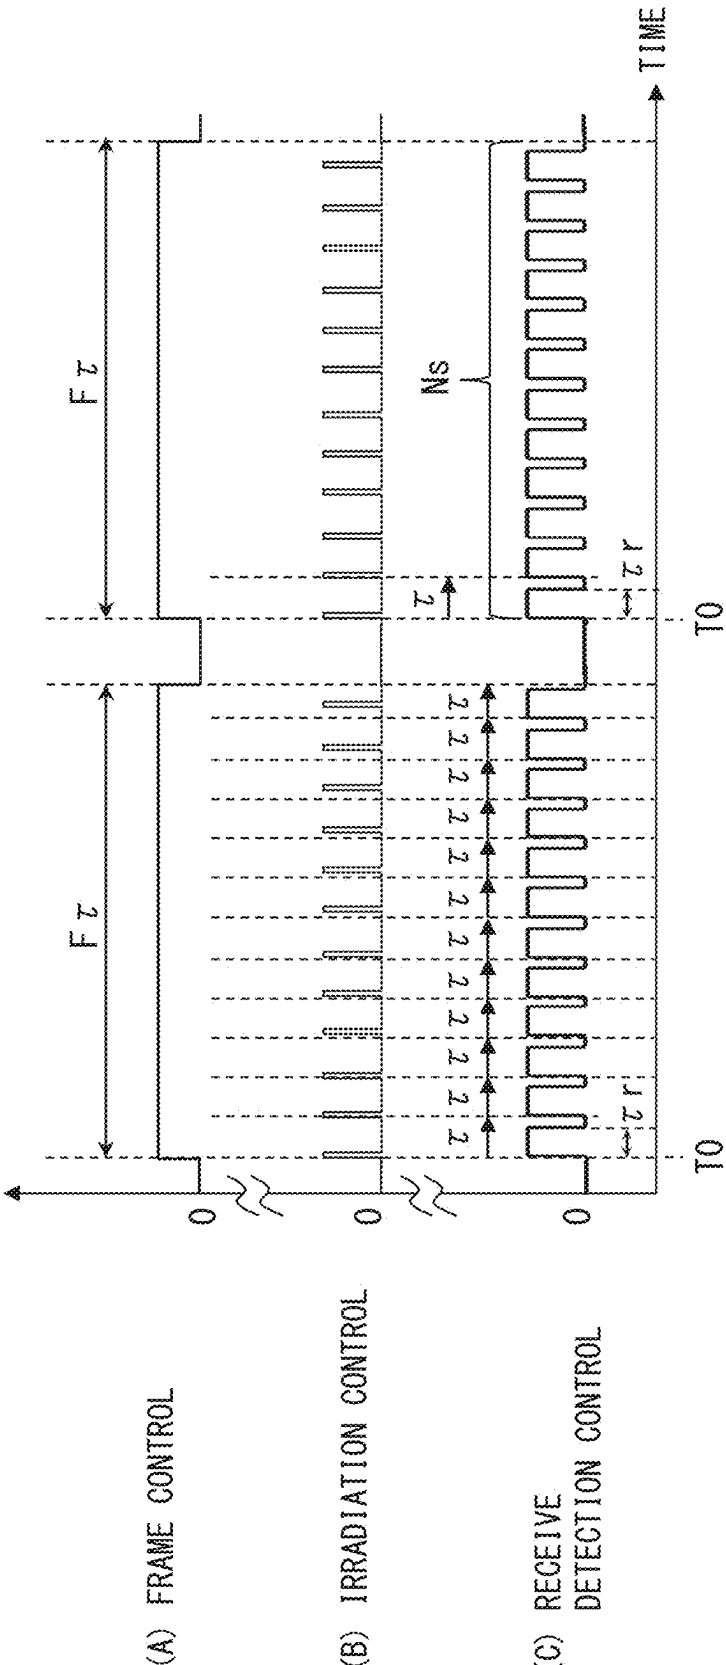 (A) FRAME CONTROL
0
Fτ
Fτ
(B) IRRADIATION CONTROL
0
τ τ τ τ τ τ τ τ τ τ τ τ
τ
Ns
(C) RECEIVE
DETECTION CONTROL
0
τr
τr
TIME
T0
T0